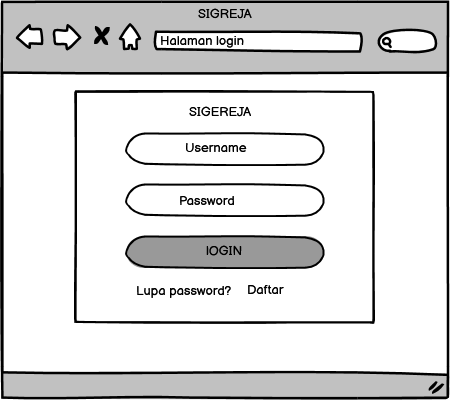 SIGREJA
Halaman login
SIGEREJA
Username
Password
lOGIN
Lupa password? Daftar